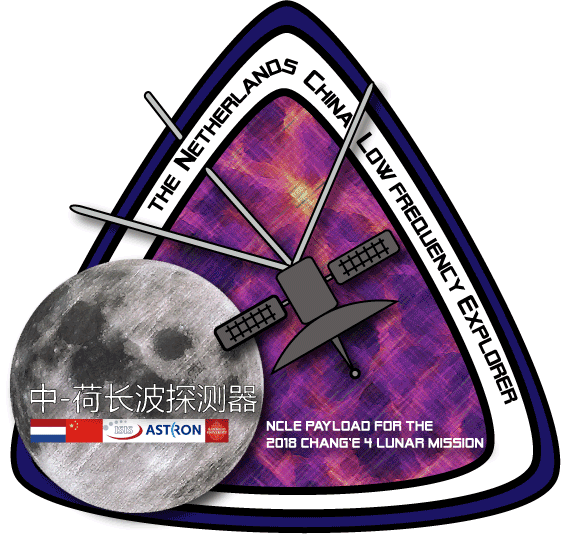 THE NETHERLANDS CHINA LOW FREQUENCY EXPLORER
中-荷长波探测器
ISIS ASTRON
NCLE PAYLOAD FOR THE
2018 CHANG'E 4 LUNAR MISSION